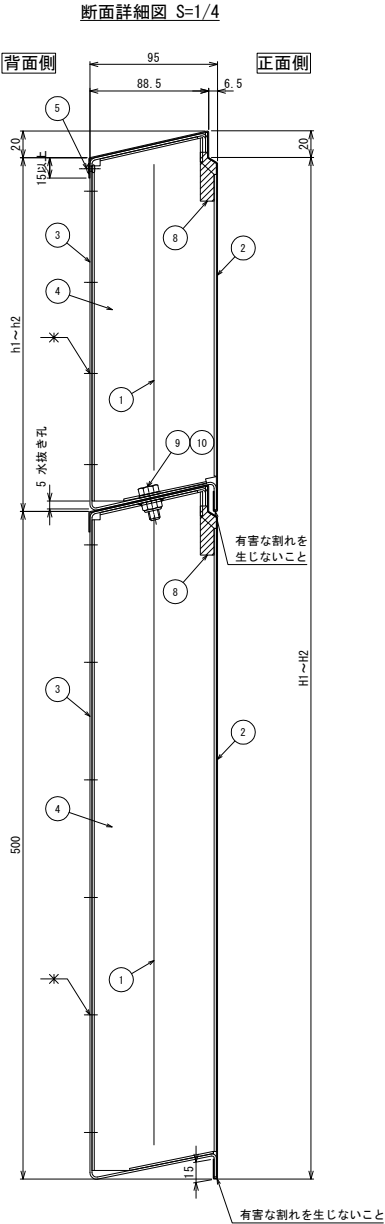 断面詳細図 S=1/4
背面側
正面側
95
88.5
6.5
20
20
15以上
5
3
4
8
2
1
h1~h2
5 水抜き孔
9
10
有害な割れを
生じないこと
8
H1~H2
3
2
4
500
1
15
有害な割れを生じないこと